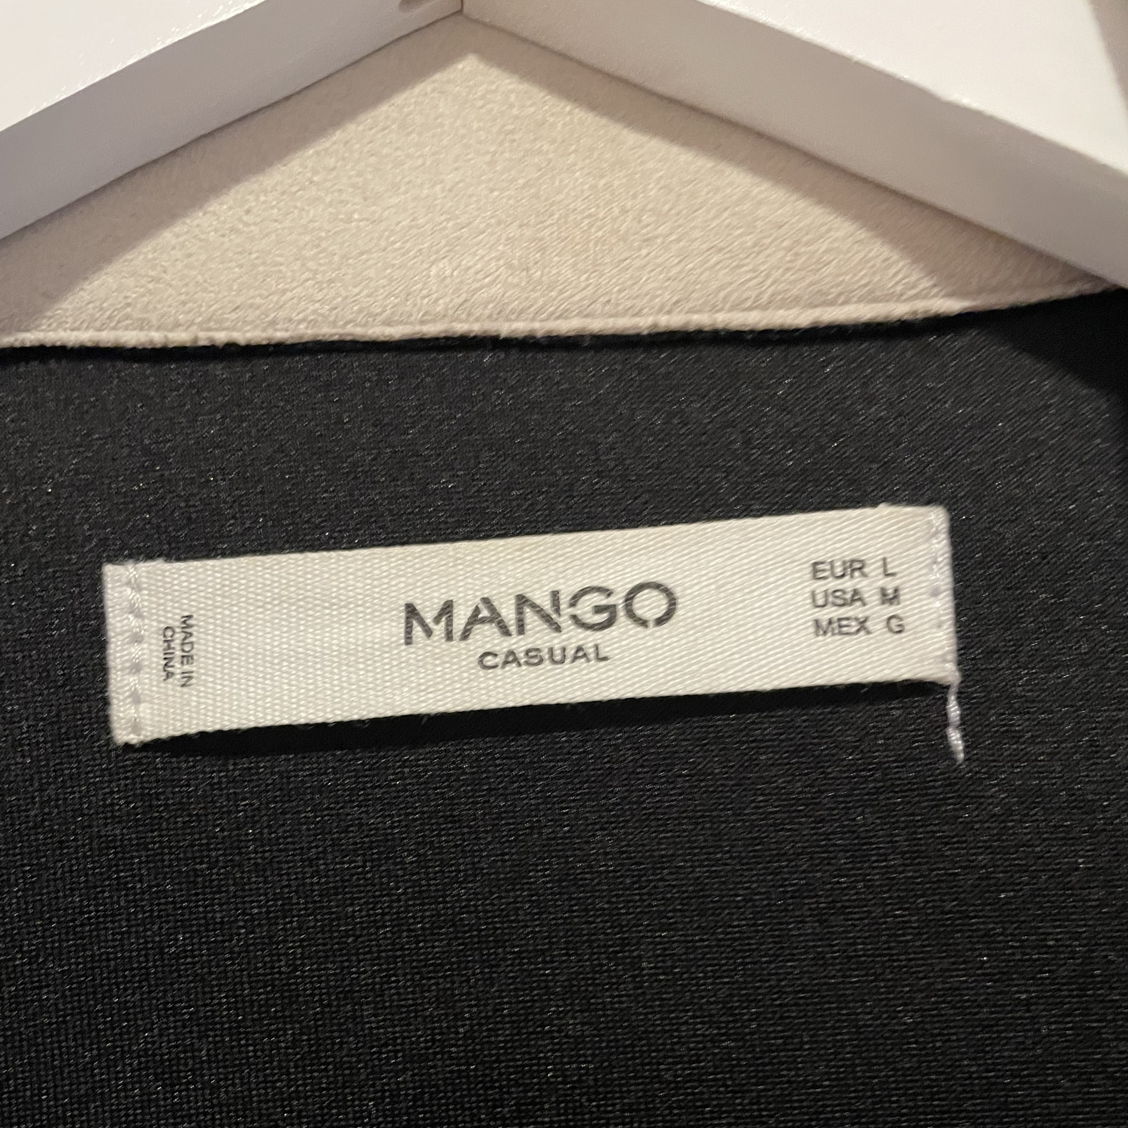 MADE IN
CHINA
MANGO
CASUAL
EUR L
USA M
MEX G